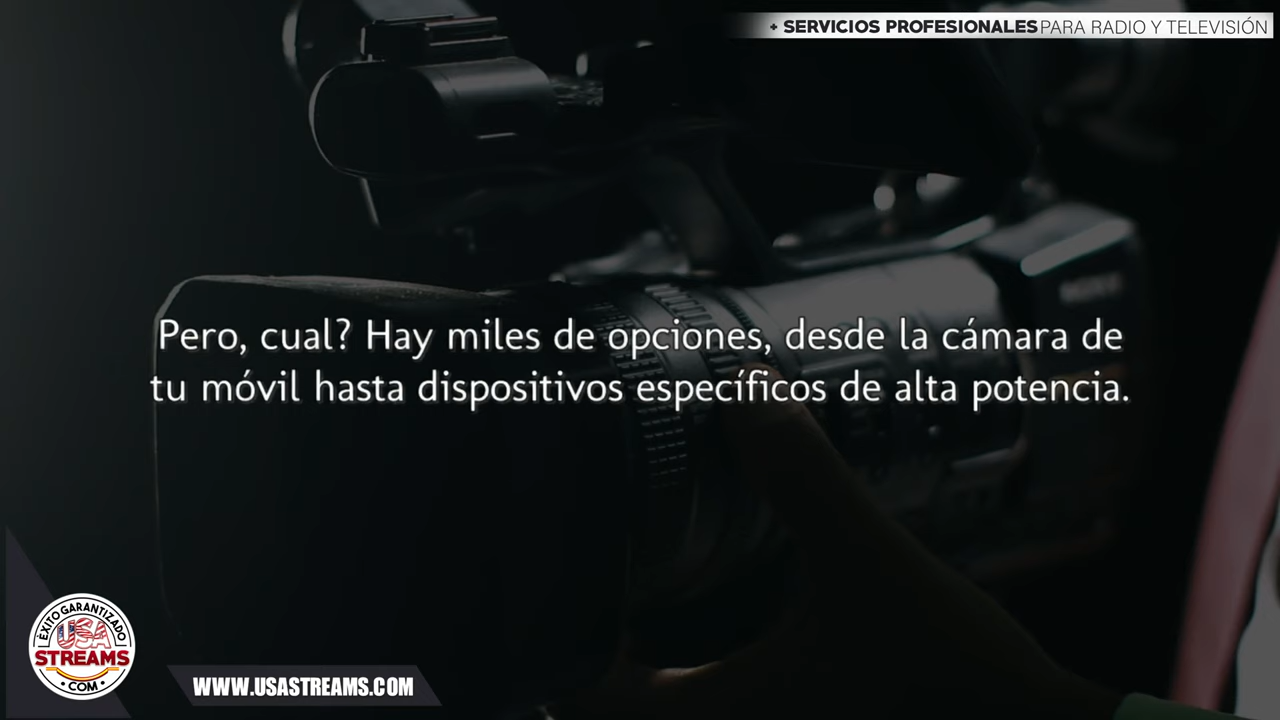 + SERVICIOS PROFESIONALES PARA RADIO Y TELEVISIÓN
Pero, cual? Hay miles de opciones, desde la cámara de
tu móvil hasta dispositivos específicos de alta potencia.
ÉXITO GARANTIZADO
USA
STREAMS
• COM •
WWW.USASTREAMS.COM